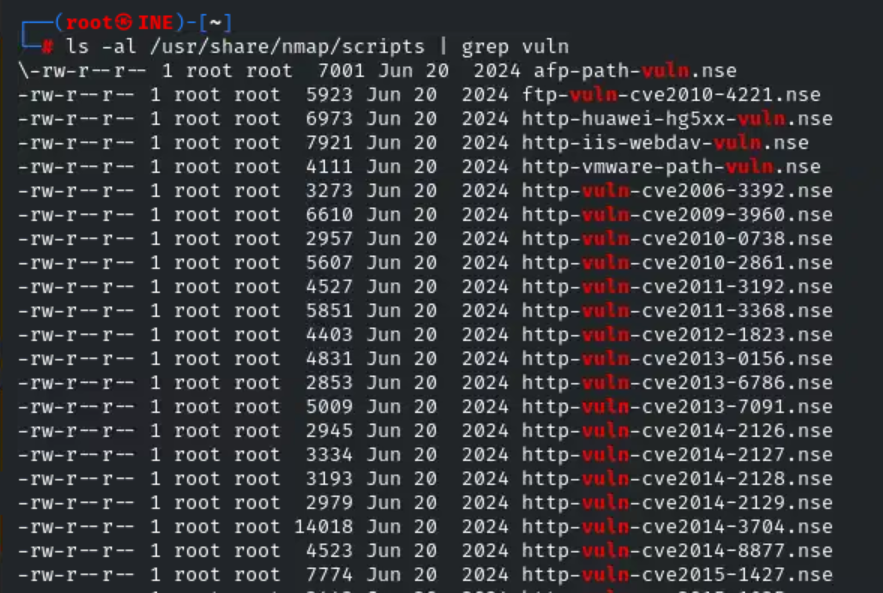 ┌──(root㉿INE)-[~]
└─# ls -al /usr/share/nmap/scripts | grep vuln
\-rw-r--r-- 1 root root  7001 Jun 20  2024 afp-path-vuln.nse
-rw-r--r-- 1 root root  5923 Jun 20  2024 ftp-vuln-cve2010-4221.nse
-rw-r--r-- 1 root root  6973 Jun 20  2024 http-huawei-hg5xx-vuln.nse
-rw-r--r-- 1 root root  7921 Jun 20  2024 http-iis-webdav-vuln.nse
-rw-r--r-- 1 root root  4111 Jun 20  2024 http-vmware-path-vuln.nse
-rw-r--r-- 1 root root  3273 Jun 20  2024 http-vuln-cve2006-3392.nse
-rw-r--r-- 1 root root  6610 Jun 20  2024 http-vuln-cve2009-3960.nse
-rw-r--r-- 1 root root  2957 Jun 20  2024 http-vuln-cve2010-0738.nse
-rw-r--r-- 1 root root  5607 Jun 20  2024 http-vuln-cve2010-2861.nse
-rw-r--r-- 1 root root  4527 Jun 20  2024 http-vuln-cve2011-3192.nse
-rw-r--r-- 1 root root  5851 Jun 20  2024 http-vuln-cve2011-3368.nse
-rw-r--r-- 1 root root  4403 Jun 20  2024 http-vuln-cve2012-1823.nse
-rw-r--r-- 1 root root  4831 Jun 20  2024 http-vuln-cve2013-0156.nse
-rw-r--r-- 1 root root  2853 Jun 20  2024 http-vuln-cve2013-6786.nse
-rw-r--r-- 1 root root  5009 Jun 20  2024 http-vuln-cve2013-7091.nse
-rw-r--r-- 1 root root  2945 Jun 20  2024 http-vuln-cve2014-2126.nse
-rw-r--r-- 1 root root  3334 Jun 20  2024 http-vuln-cve2014-2127.nse
-rw-r--r-- 1 root root  3193 Jun 20  2024 http-vuln-cve2014-2128.nse
-rw-r--r-- 1 root root  2979 Jun 20  2024 http-vuln-cve2014-2129.nse
-rw-r--r-- 1 root root 14018 Jun 20  2024 http-vuln-cve2014-3704.nse
-rw-r--r-- 1 root root  4523 Jun 20  2024 http-vuln-cve2014-8877.nse
-rw-r--r-- 1 root root  7774 Jun 20  2024 http-vuln-cve2015-1427.nse